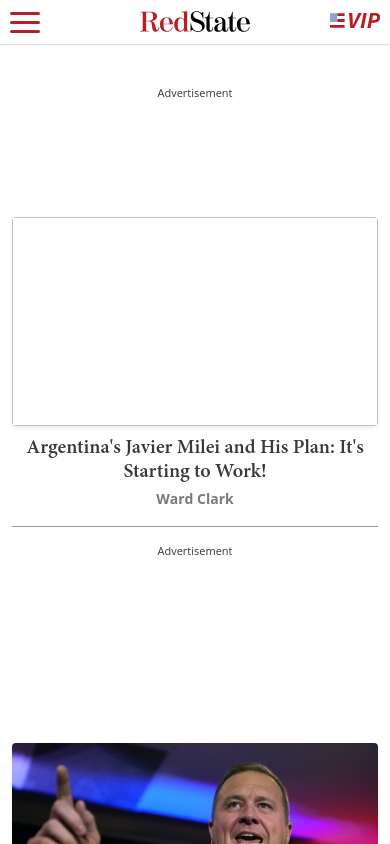 RedState
VIP
Advertisement
Argentina's Javier Milei and His Plan: It's
Starting to Work!
Ward Clark
Advertisement